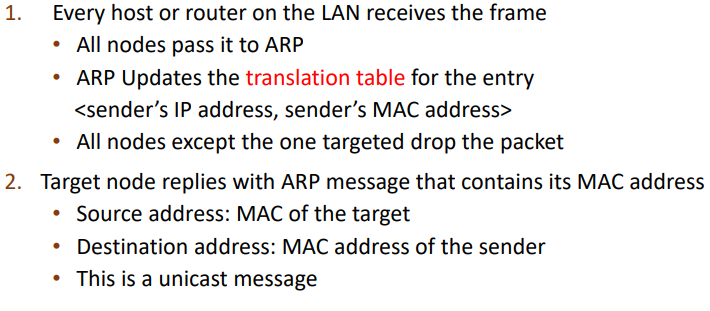 1. Every host or router on the LAN receives the frame
• All nodes pass it to ARP
• ARP Updates the translation table for the entry
<sender’s IP address, sender’s MAC address>
• All nodes except the one targeted drop the packet
2. Target node replies with ARP message that contains its MAC address
• Source address: MAC of the target
• Destination address: MAC address of the sender
• This is a unicast message